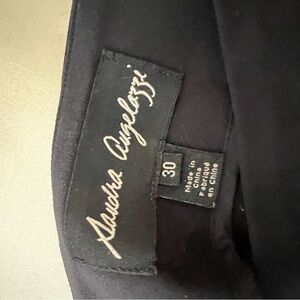 Sandra Angelozzi
30
Made in
China
Fabriqué
en Chine